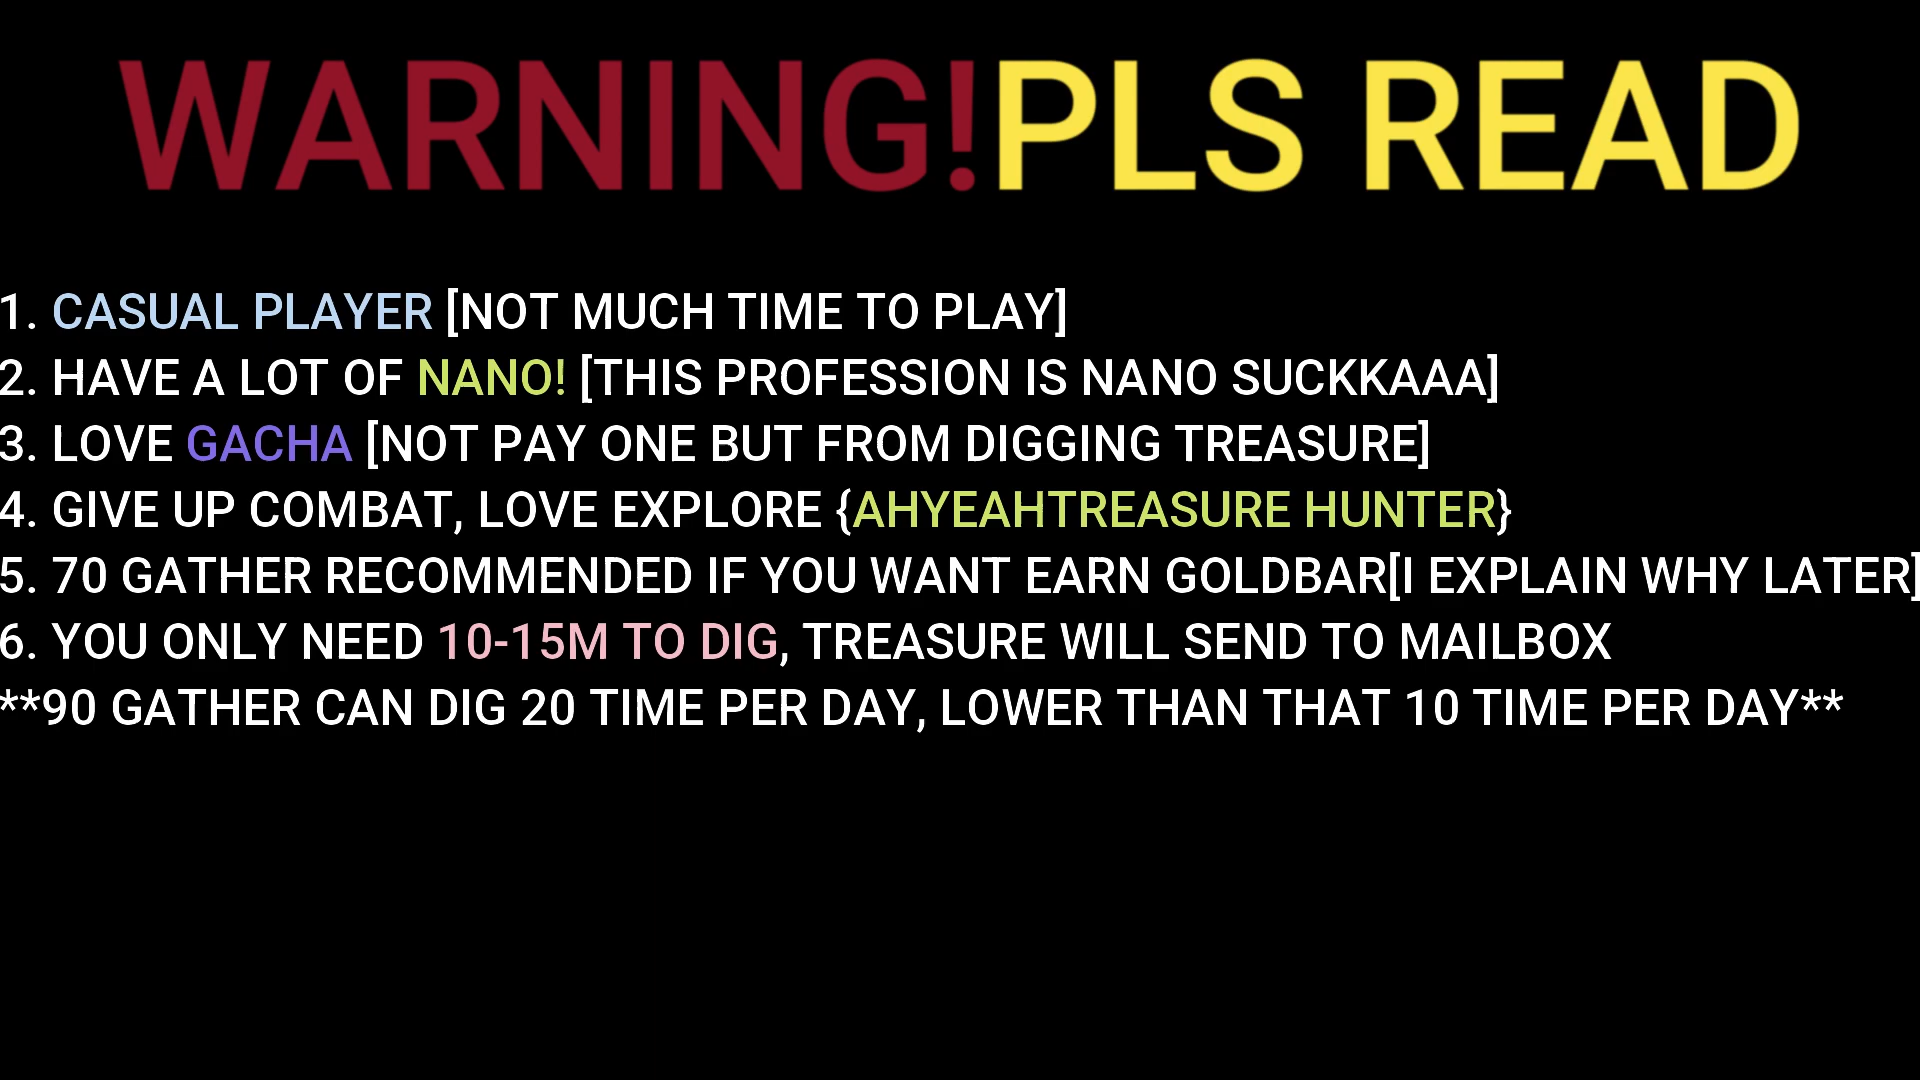 WARNING!PLS READ
1. CASUAL PLAYER [NOT MUCH TIME TO PLAY]
2. HAVE A LOT OF NANO! [THIS PROFESSION IS NANO SUCKKAAA]
3. LOVE GACHA [NOT PAY ONE BUT FROM DIGGING TREASURE]
4. GIVE UP COMBAT, LOVE EXPLORE {AHYEAHTREASURE HUNTER}
5. 70 GATHER RECOMMENDED IF YOU WANT EARN GOLDBAR[I EXPLAIN WHY LATER]
6. YOU ONLY NEED 10-15M TO DIG, TREASURE WILL SEND TO MAILBOX
**90 GATHER CAN DIG 20 TIME PER DAY, LOWER THAN THAT 10 TIME PER DAY**